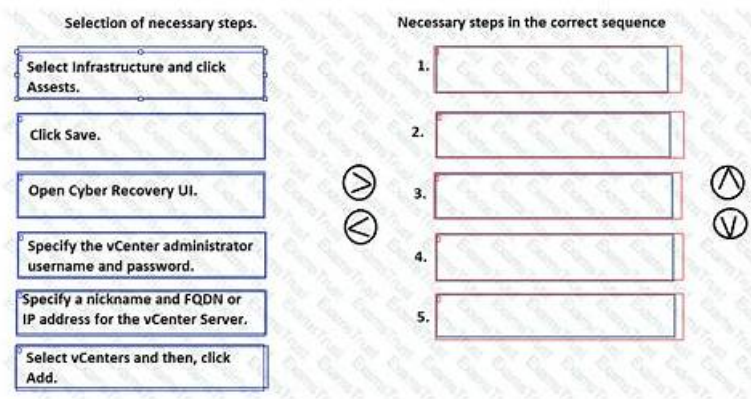 Selection of necessary steps.
Select Infrastructure and click
Assests.
Click Save.
Open Cyber Recovery UI.
Specify the vCenter administrator
username and password.
Specify a nickname and FQDN or
IP address for the vCenter Server.
Select vCenters and then, click
Add.
Necessary steps in the correct sequence
1.
2.
3.
4.
5.
ExamsTrust